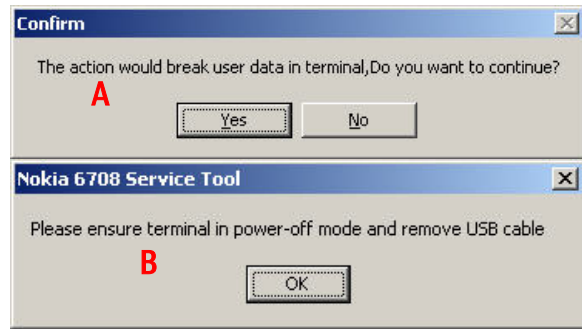 Confirm
The action would break user data in terminal,Do you want to continue?
A
Yes No
Nokia 6708 Service Tool
Please ensure terminal in power-off mode and remove USB cable
B
OK